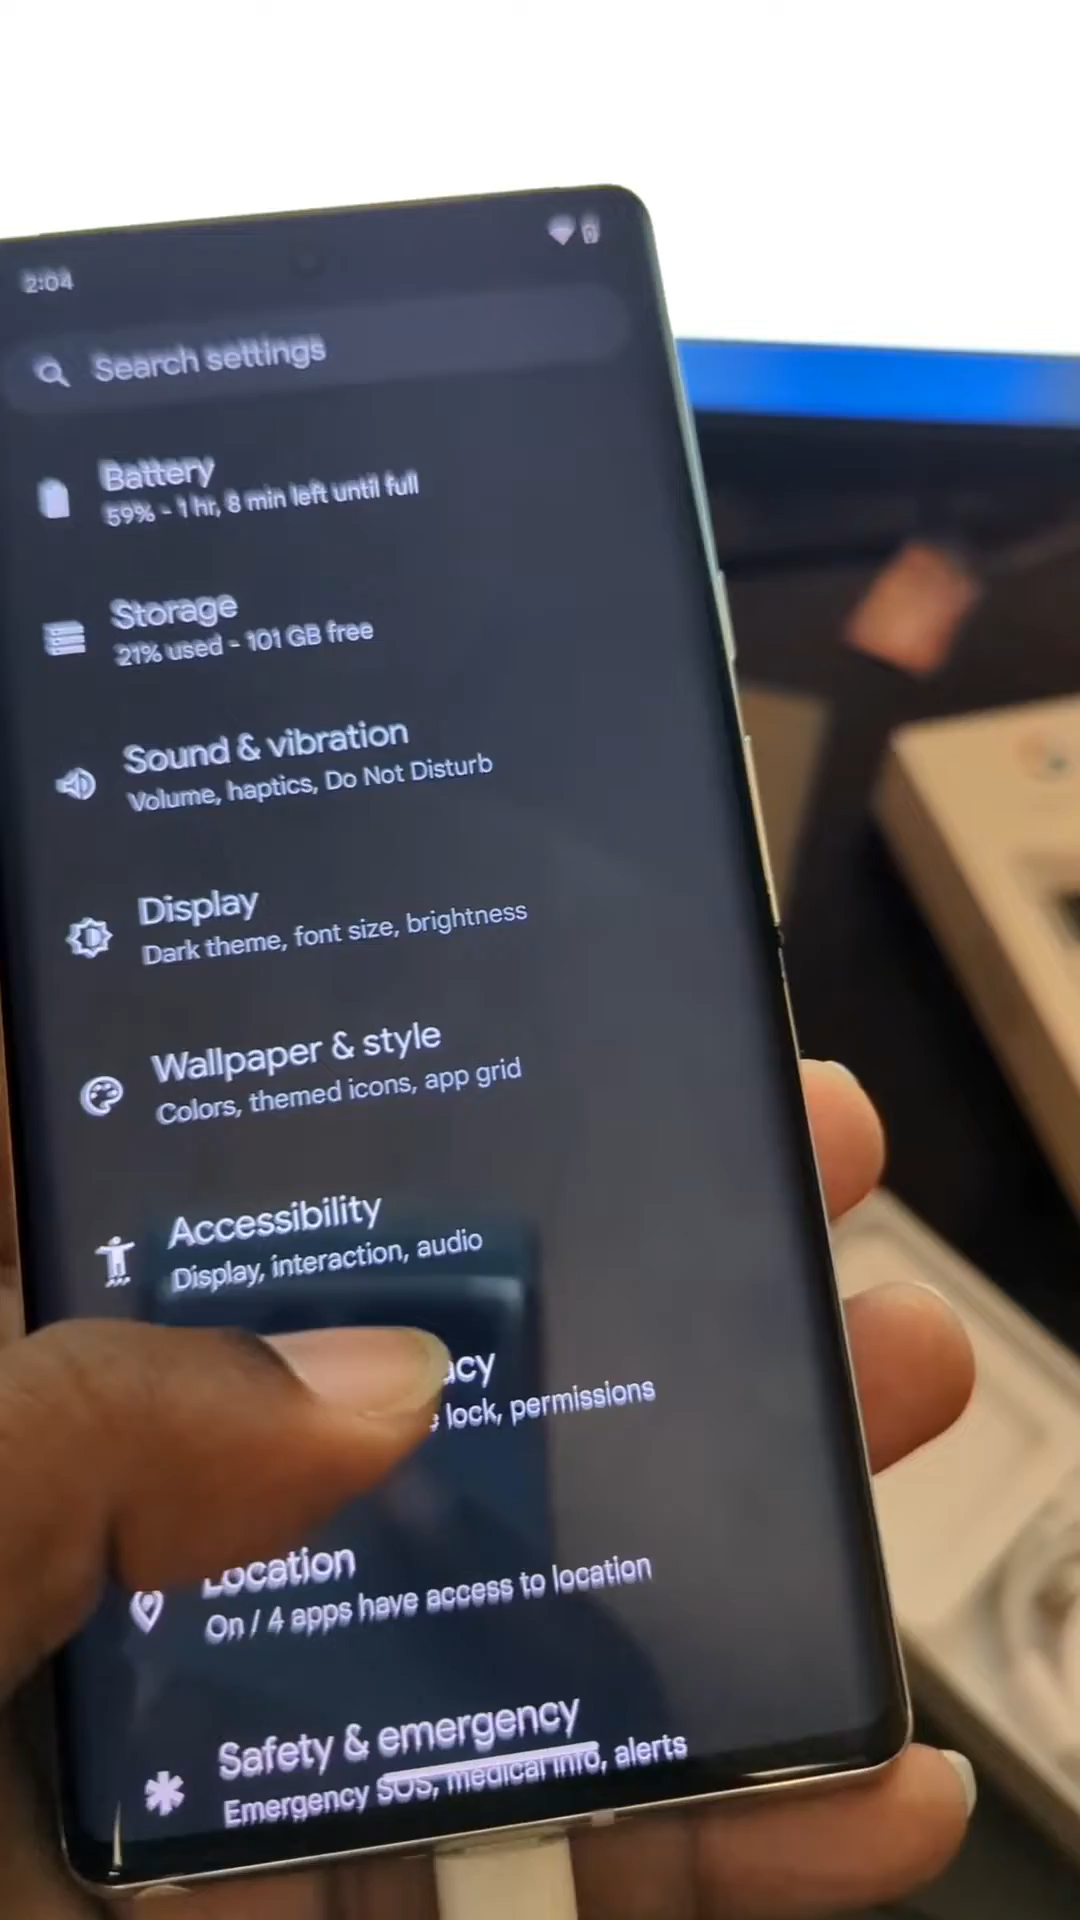 2:04
Search settings
Battery
59% - 1 hr, 8 min left until full
Storage
21% used - 101 GB free
Sound & vibration
Volume, haptics, Do Not Disturb
Display
Dark theme, font size, brightness
Wallpaper & style
Colors, themed icons, app grid
Accessibility
Display, interaction, audio
acy
lock, permissions
Location
On / 4 apps have access to location
Safety & emergency
Emergency SOS, medical info, alerts